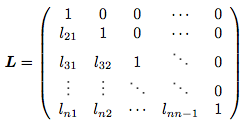 1 0 0 ⋯ 0
l21 1 0 ⋯ 0
L = l31 l32 1 ⋱ 0
⋮ ⋮ ⋱ ⋱ 0
ln1 ln2 ⋯ lnn−1 1